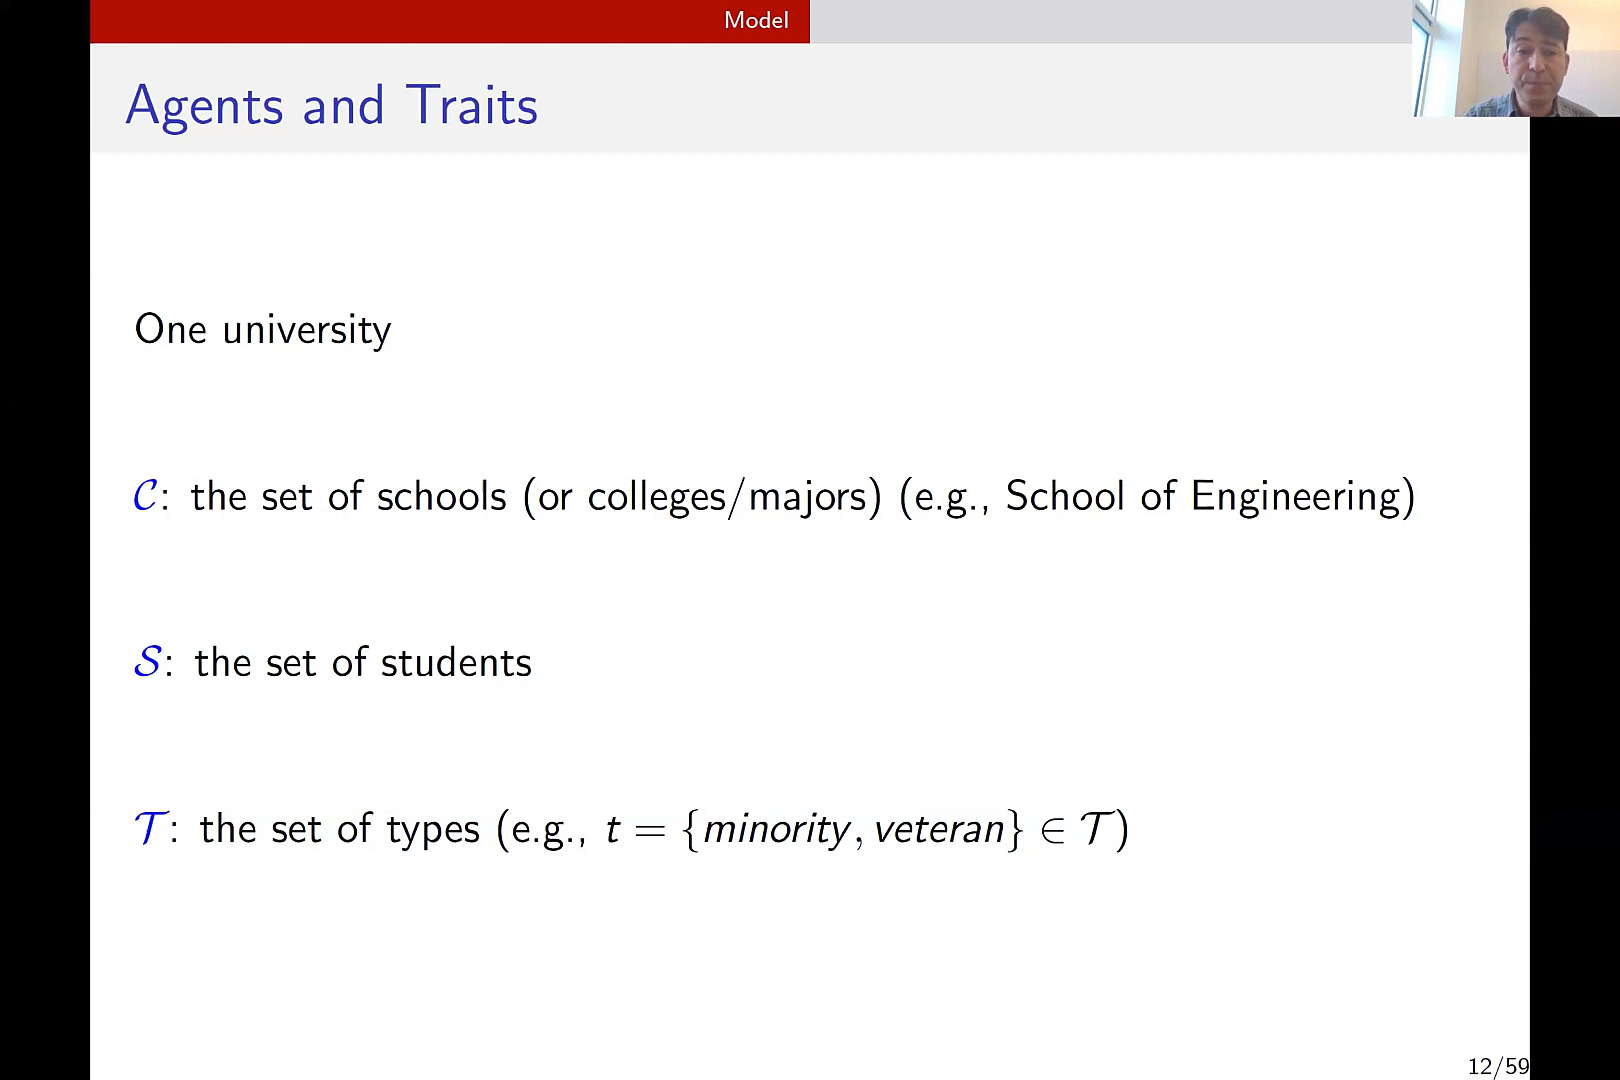 Model
Agents and Traits
One university
𝒞: the set of schools (or colleges/majors) (e.g., School of Engineering)
𝒮: the set of students
𝒯: the set of types (e.g., t = {minority, veteran} ∈ 𝒯)
12/59